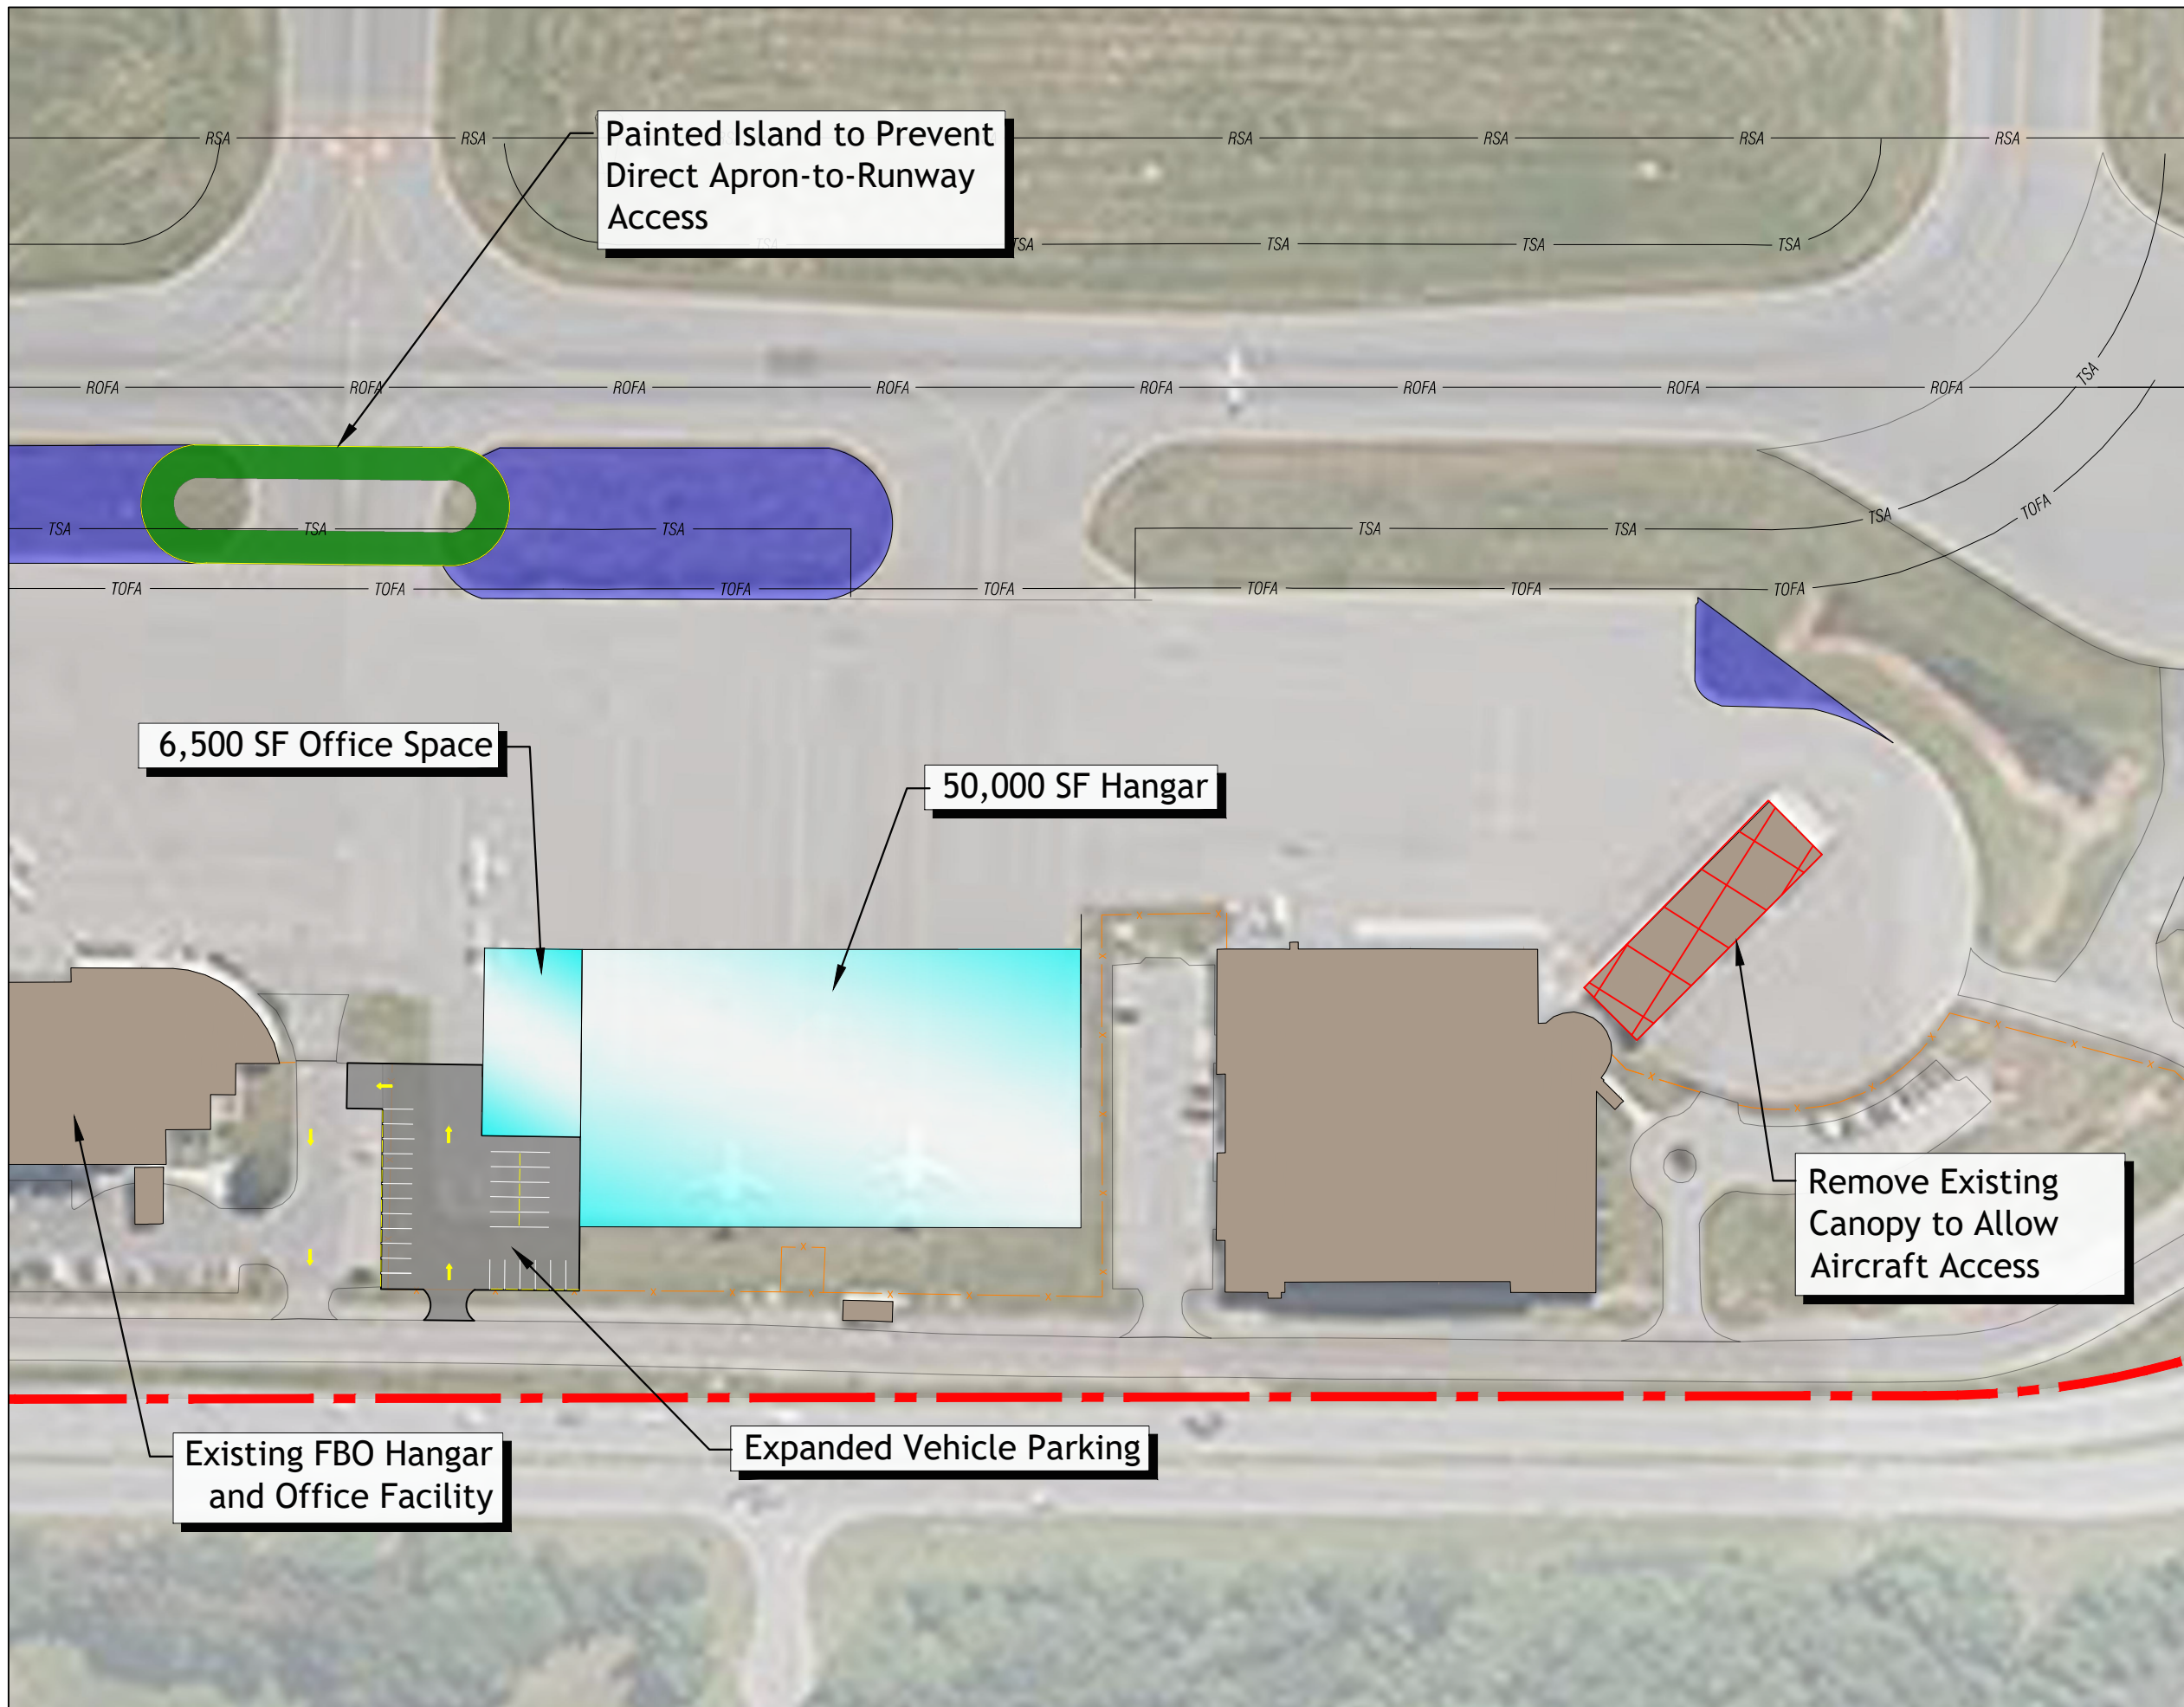 RSA RSA RSA RSA RSA RSA
Painted Island to Prevent
Direct Apron-to-Runway
Access
TSA TSA TSA TSA TSA
TSA
ROFA ROFA ROFA ROFA ROFA ROFA ROFA ROFA
TSA TSA TSA TSA TSA TSA
TOFA
TOFA TOFA TOFA TOFA TOFA TOFA TOFA
6,500 SF Office Space
50,000 SF Hangar
Remove Existing
Canopy to Allow
Aircraft Access
Existing FBO Hangar
and Office Facility
Expanded Vehicle Parking